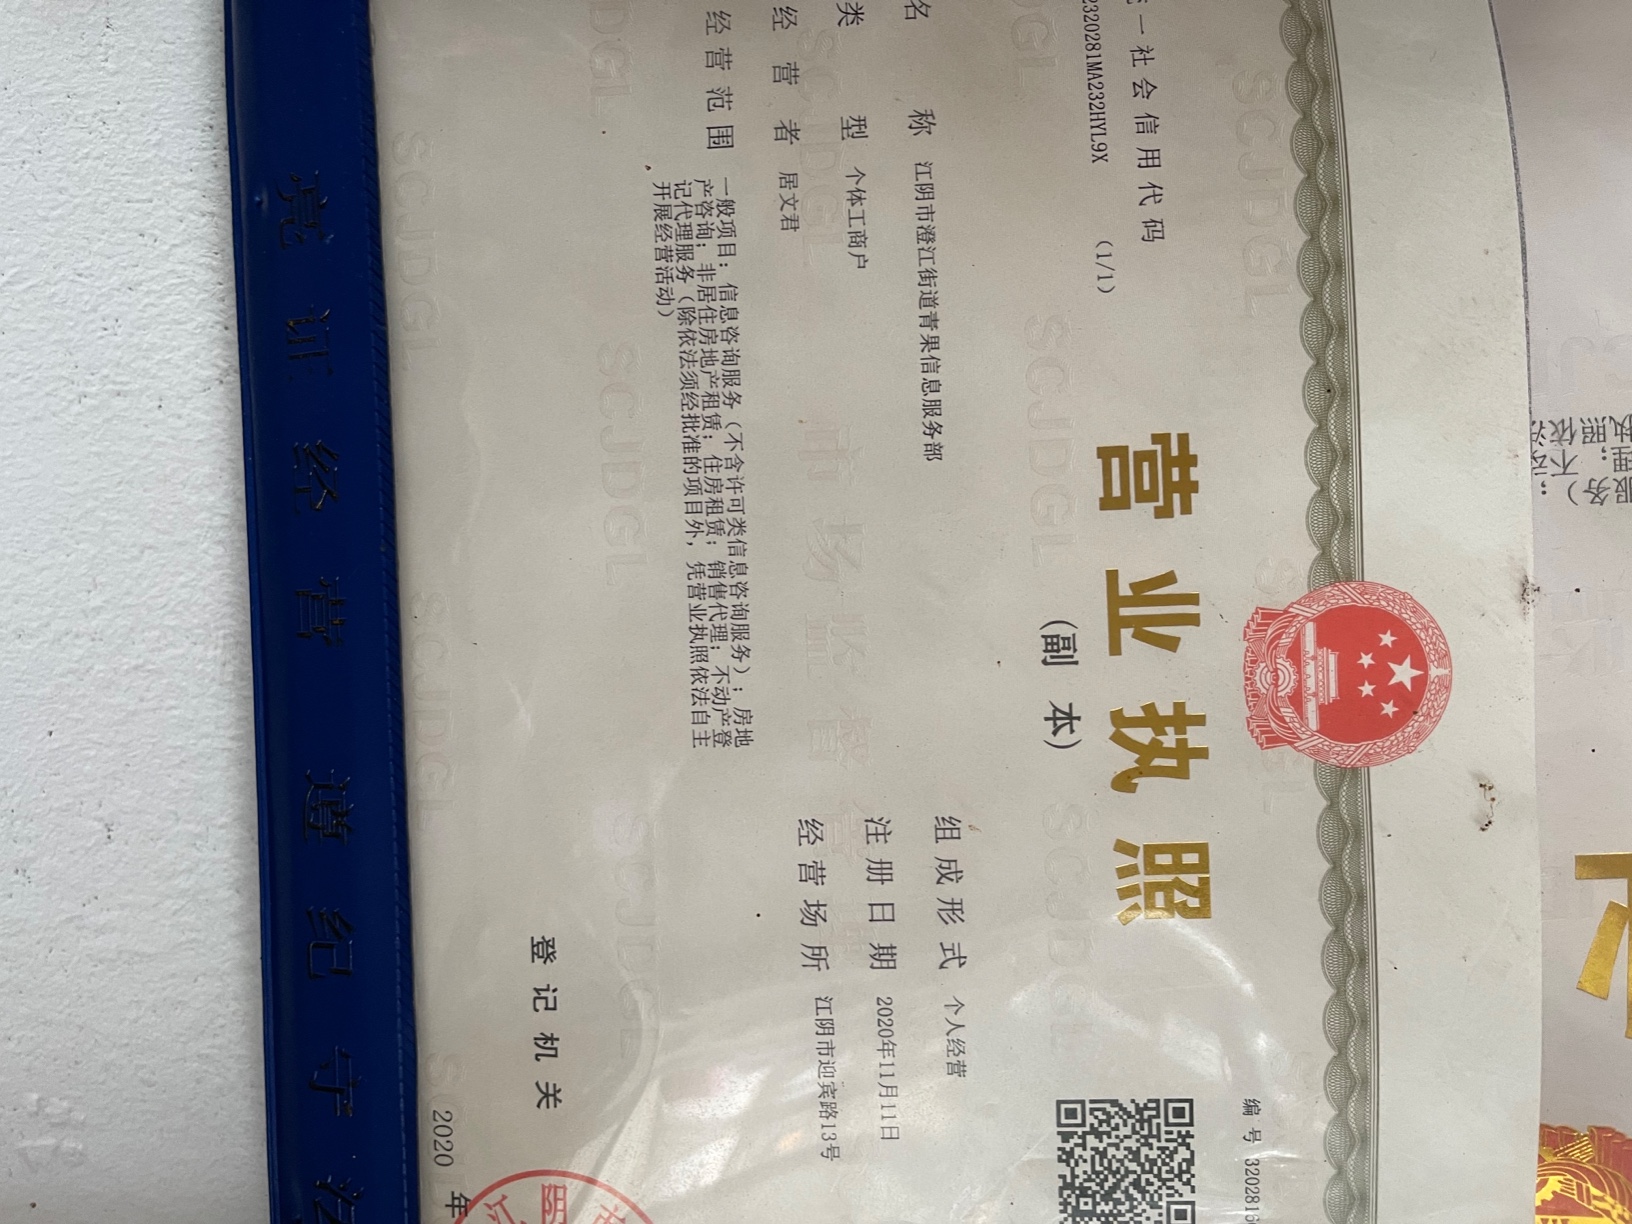 编 号 3202816
一社会信用代码
2320281MA232HYL9X (1/1)
营业执照
(副 本)
名 称 江阴市澄江街道青果信息服务部
类 型 个体工商户
经 营 者 居文君
经 营 范 围 一般项目：信息咨询服务（不含许可类信息咨询服务）；房地
产咨询；非居住房地产租赁；住房租赁；销售代理；不动产登
记代理服务（除依法须经批准的项目外，凭营业执照依法自主
开展经营活动）
组 成 形 式 个人经营
注 册 日 期 2020年11月11日
经 营 场 所 江阴市迎宾路13号
登 记 机 关
2020 年
亮 证 经 营 遵 纪 守 法
市场监督管理
SCJDGL